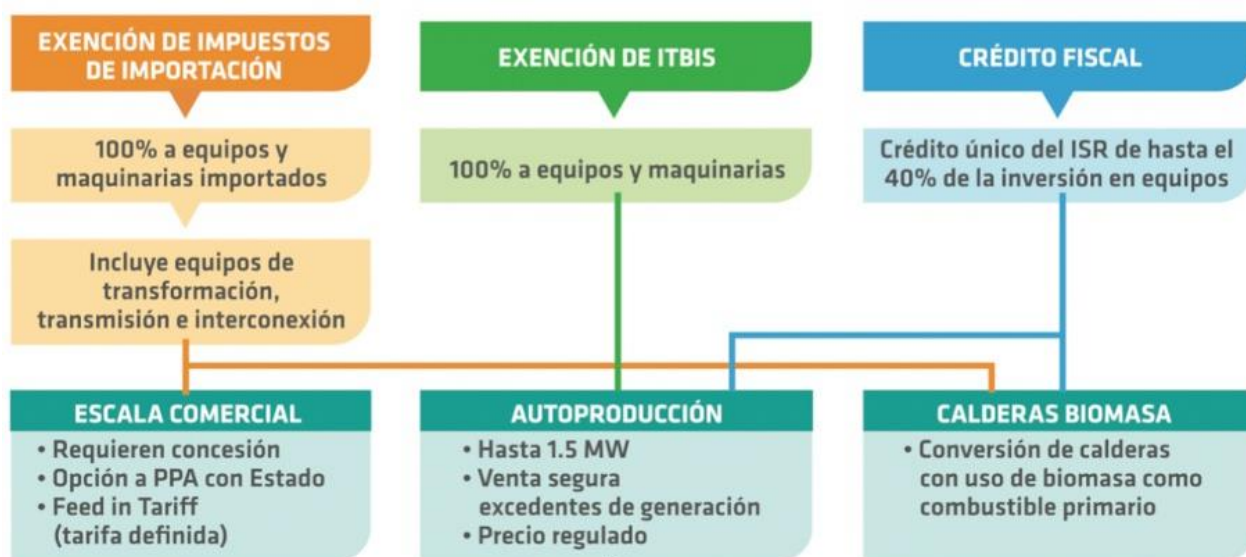 EXENCIÓN DE IMPUESTOS
DE IMPORTACIÓN
100% a equipos y
maquinarias importados
Incluye equipos de
transformación,
transmisión e interconexión
EXENCIÓN DE ITBIS
100% a equipos y maquinarias
CRÉDITO FISCAL
Crédito único del ISR de hasta el
40% de la inversión en equipos
ESCALA COMERCIAL
• Requieren concesión
• Opción a PPA con Estado
• Feed in Tariff
(tarifa definida)
AUTOPRODUCCIÓN
• Hasta 1.5 MW
• Venta segura
excedentes de generación
• Precio regulado
CALDERAS BIOMASA
• Conversión de calderas
con uso de biomasa como
combustible primario